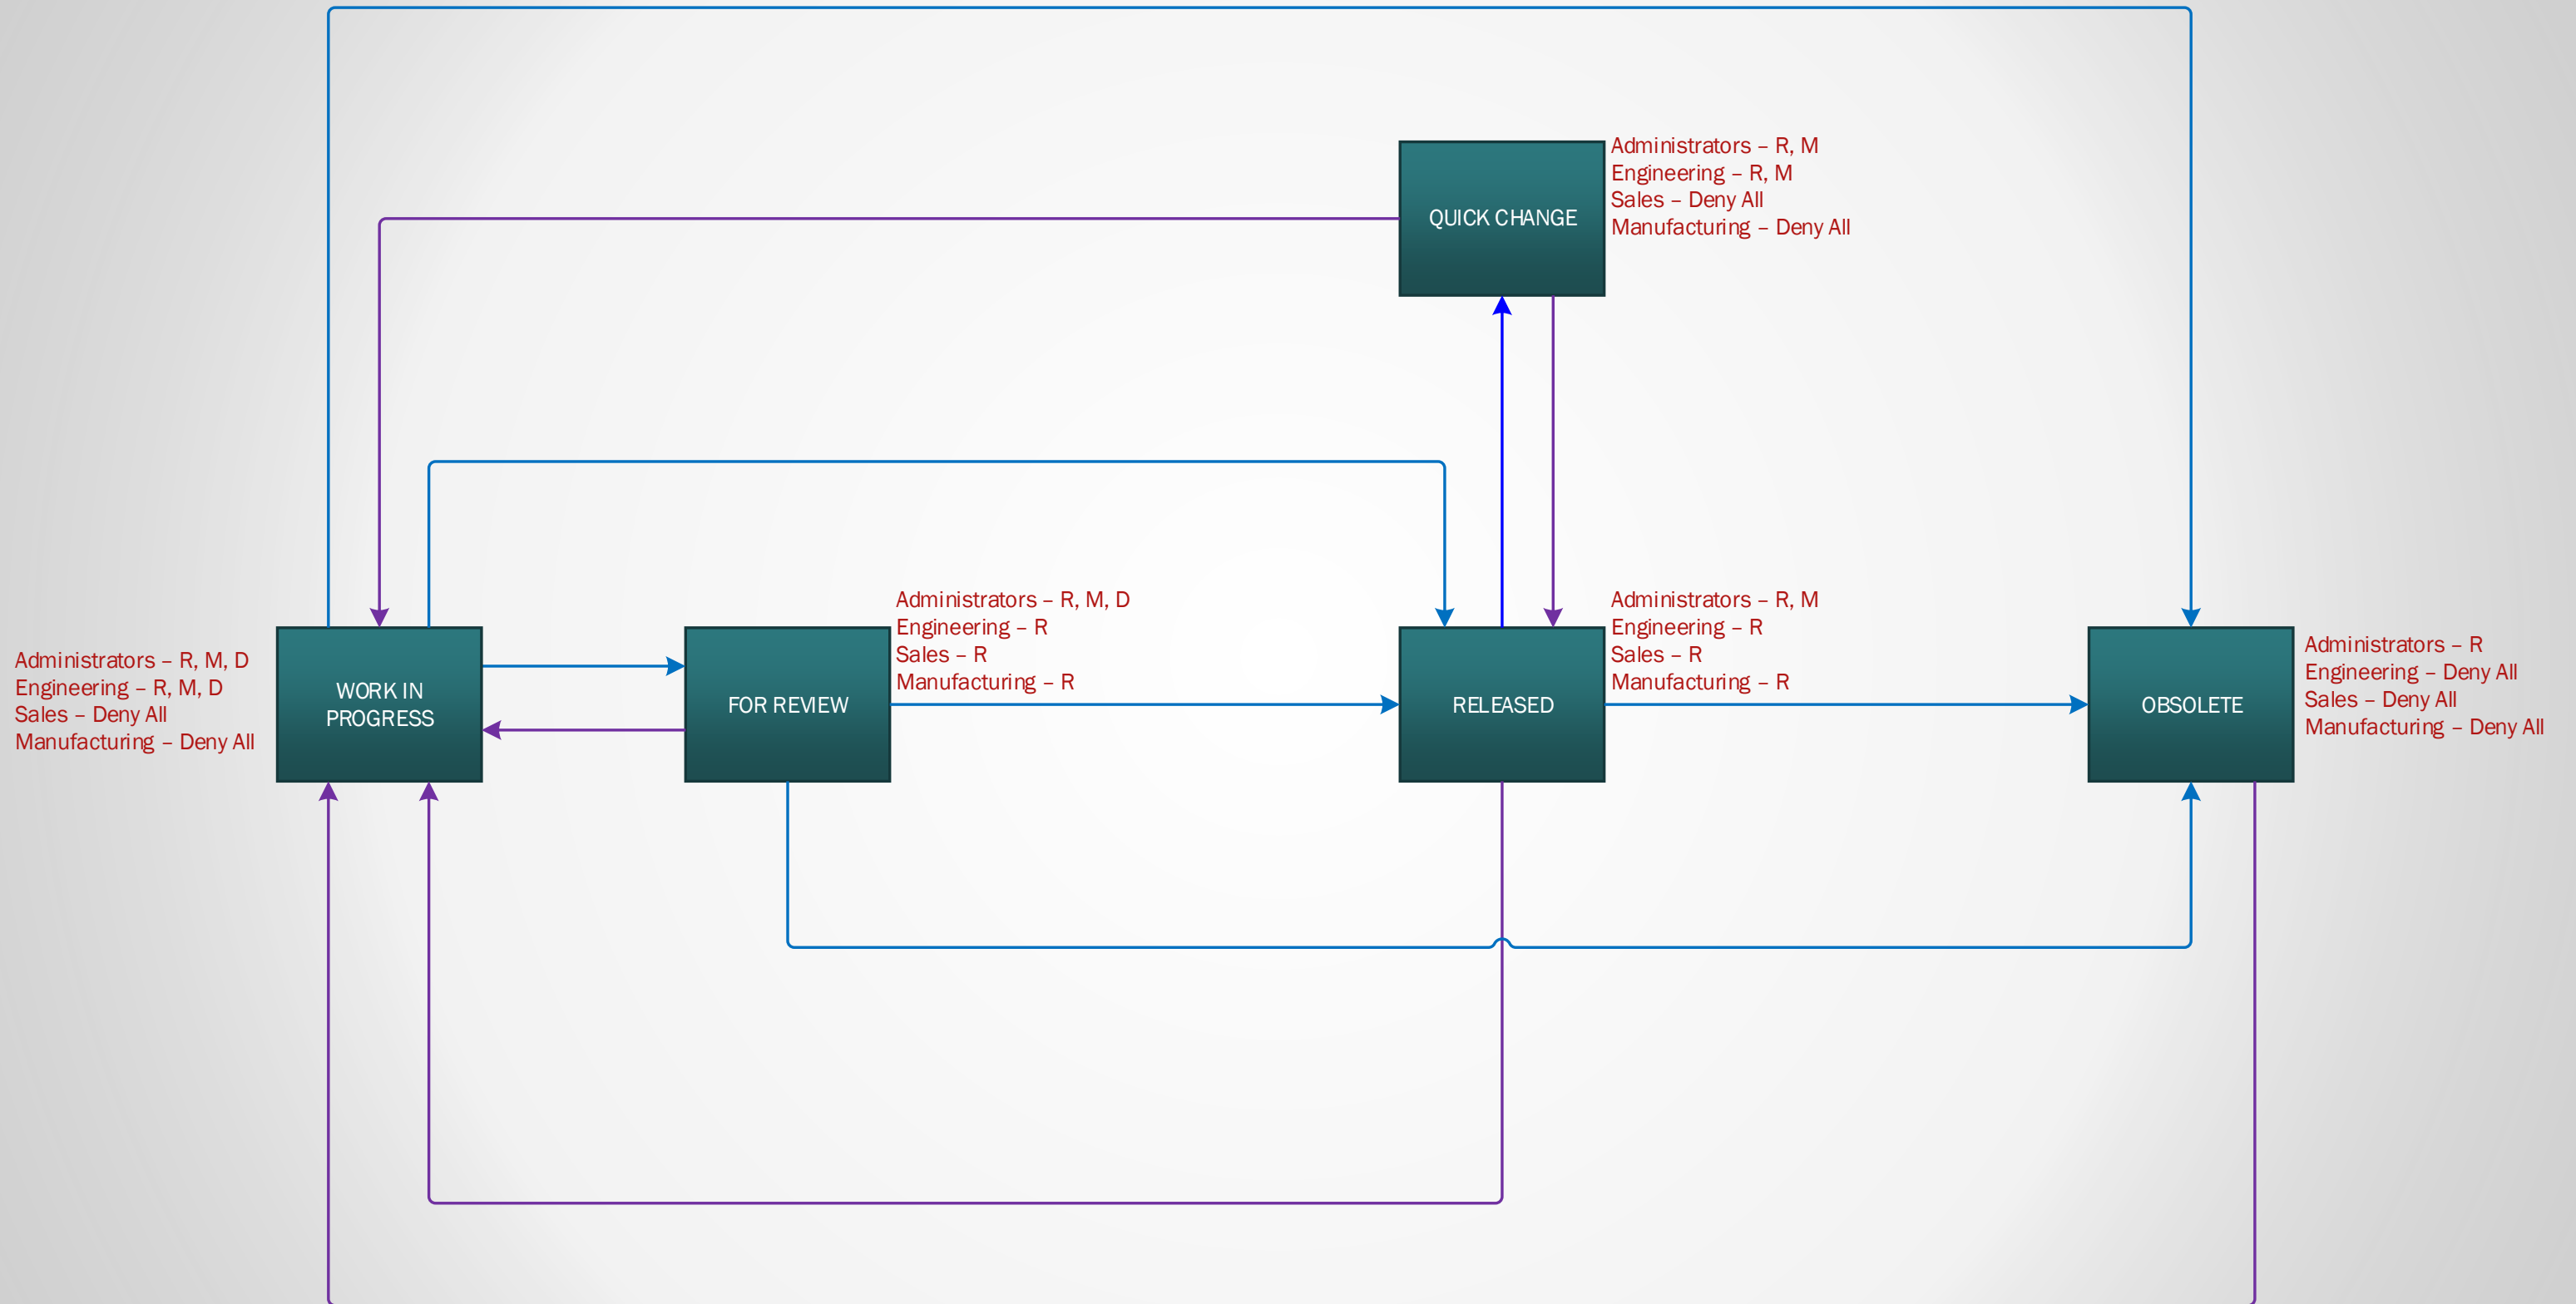 QUICK CHANGE
Administrators – R, M
Engineering – R, M
Sales – Deny All
Manufacturing – Deny All
Administrators – R, M, D
Engineering – R, M, D
Sales – Deny All
Manufacturing – Deny All
WORK IN
PROGRESS
FOR REVIEW
Administrators – R, M, D
Engineering – R
Sales – R
Manufacturing – R
RELEASED
Administrators – R, M
Engineering – R
Sales – R
Manufacturing – R
OBSOLETE
Administrators – R
Engineering – Deny All
Sales – Deny All
Manufacturing – Deny All